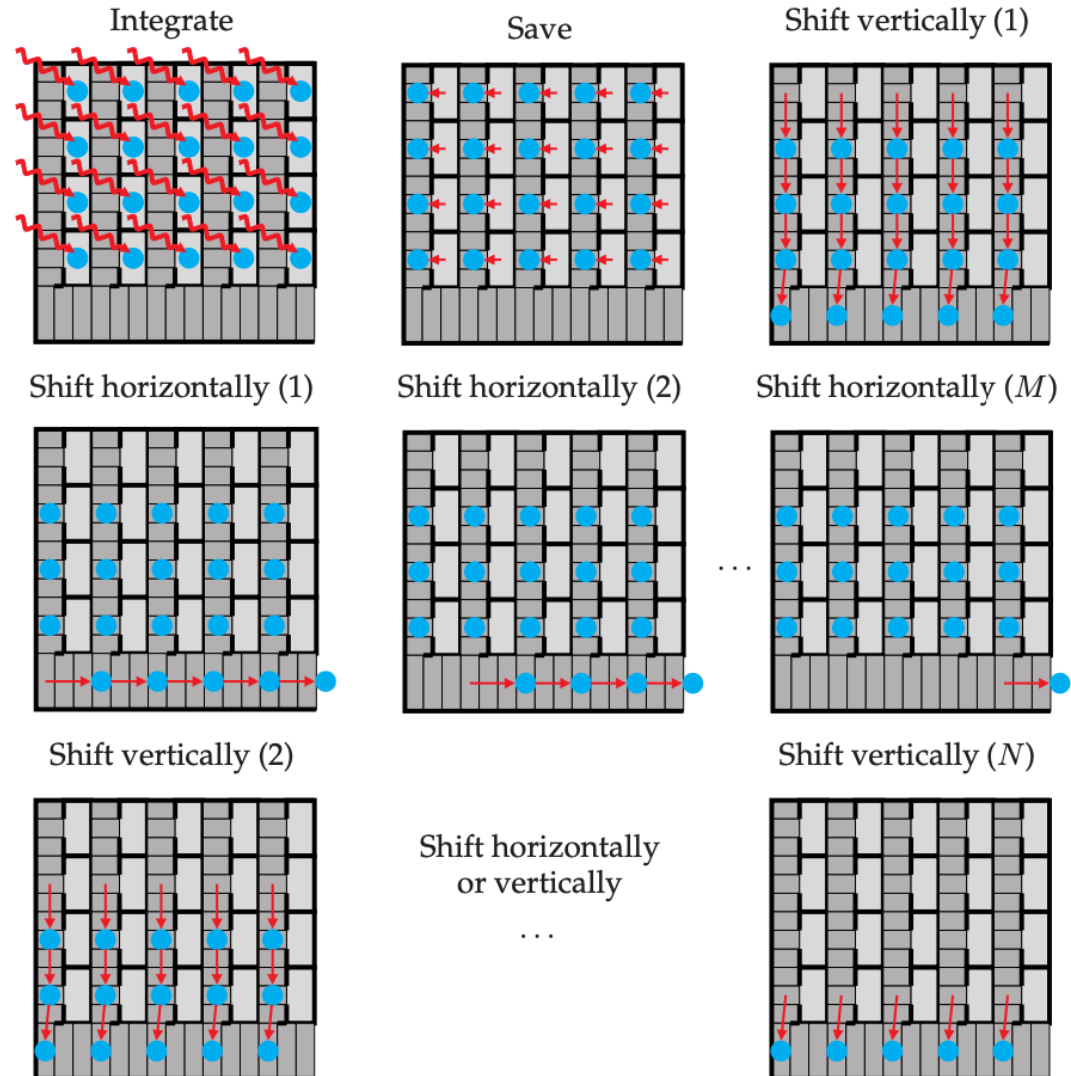 Integrate
Save
Shift vertically (1)
Shift horizontally (1)
Shift horizontally (2)
Shift horizontally (M)
...
Shift vertically (2)
Shift horizontally
or vertically
...
Shift vertically (N)